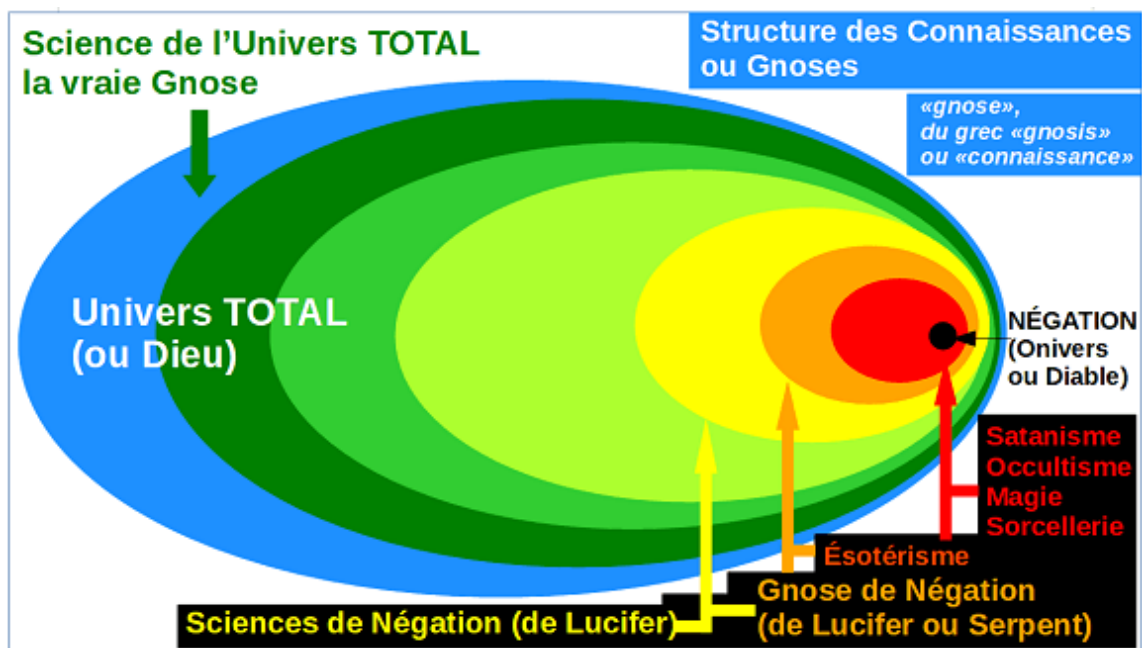 Science de l'Univers TOTAL
la vraie Gnose
Structure des Connaissances
ou Gnoses
«gnose»,
du grec «gnosis»
ou «connaissance»
Univers TOTAL
(ou Dieu)
NÉGATION
(Onivers
ou Diable)
Satanisme
Occultisme
Magie
Sorcellerie
Ésotérisme
Gnose de Négation
(de Lucifer ou Serpent)
Sciences de Négation (de Lucifer)